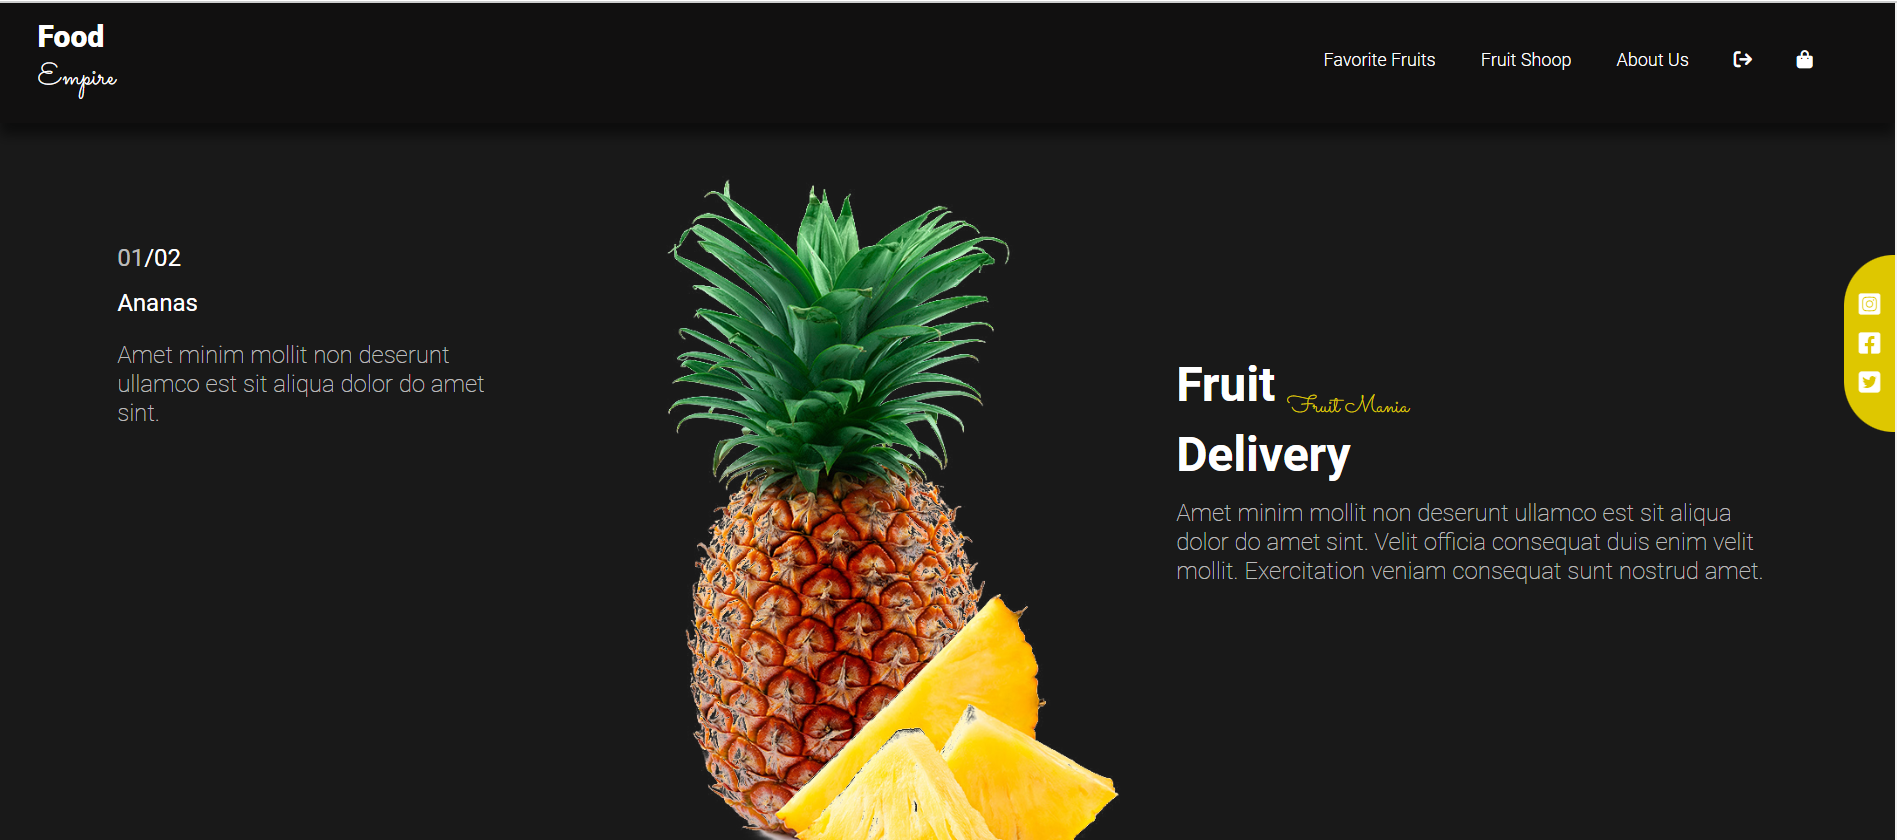 Food
Empire
Favorite Fruits
Fruit Shoop
About Us
01/02
Ananas
Amet minim mollit non deserunt
ullamco est sit aliqua dolor do amet
sint.
Fruit Fruit Mania
Delivery
Amet minim mollit non deserunt ullamco est sit aliqua
dolor do amet sint. Velit officia consequat duis enim velit
mollit. Exercitation veniam consequat sunt nostrud amet.